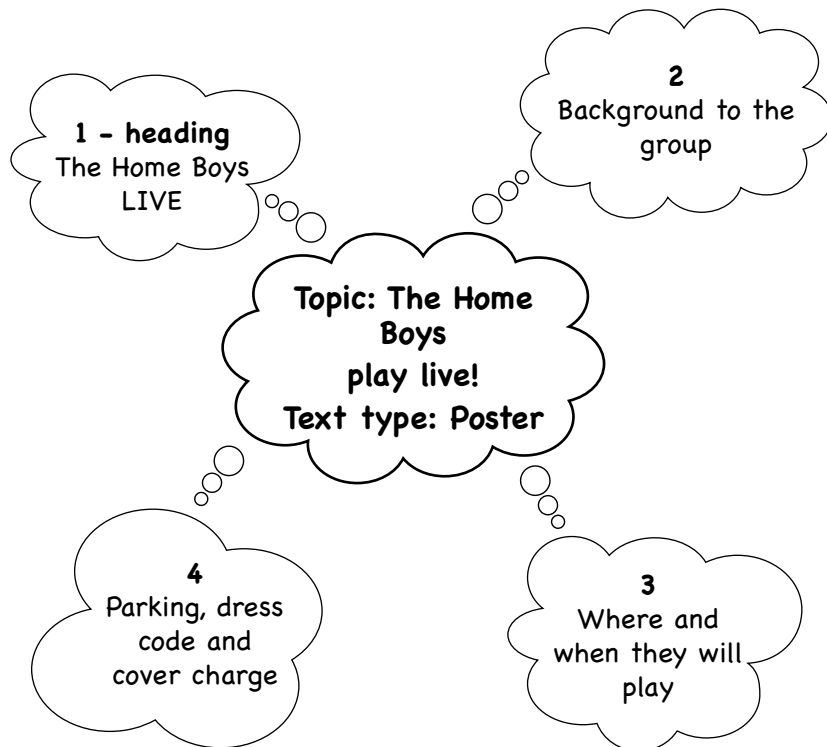 1 - heading
The Home Boys
LIVE
2
Background to the
group
Topic: The Home
Boys
play live!
Text type: Poster
4
Parking, dress
code and
cover charge
3
Where and
when they will
play